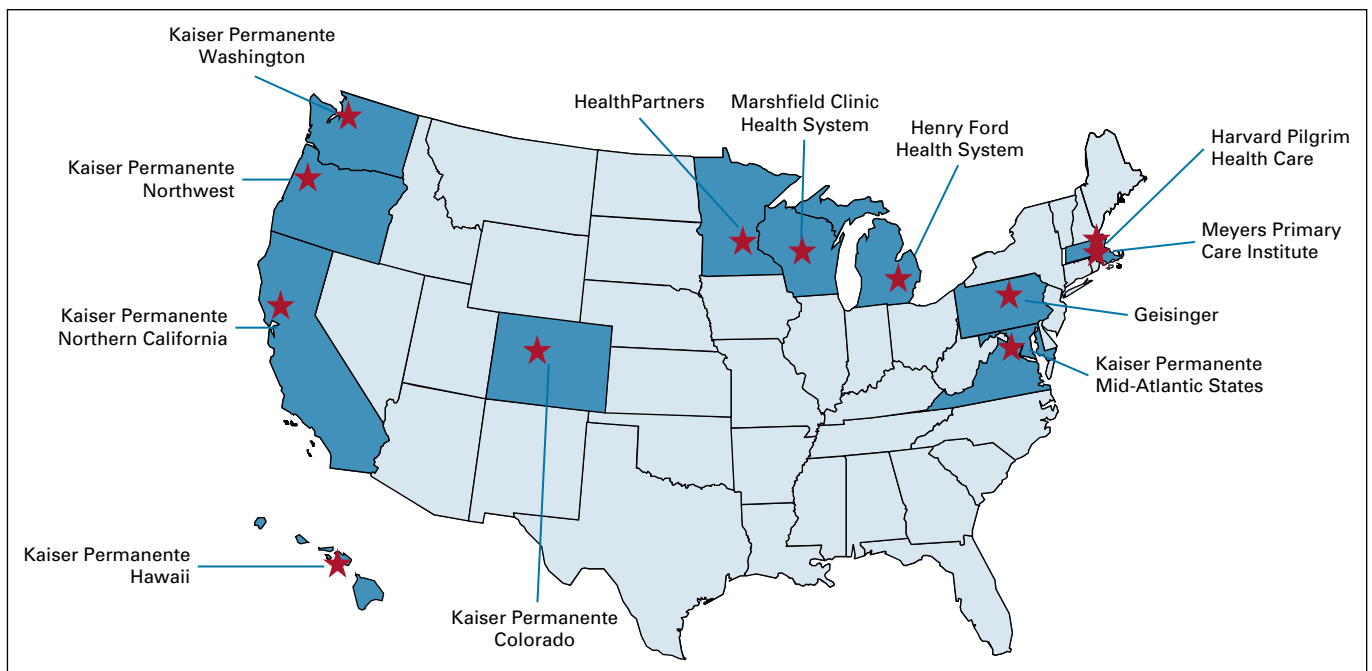 Kaiser Permanente
Washington
HealthPartners
Marshfield Clinic
Health System
Henry Ford
Health System
Harvard Pilgrim
Health Care
Kaiser Permanente
Northwest
Meyers Primary
Care Institute
Kaiser Permanente
Northern California
Geisinger
Kaiser Permanente
Mid-Atlantic States
Kaiser Permanente
Hawaii
Kaiser Permanente
Colorado